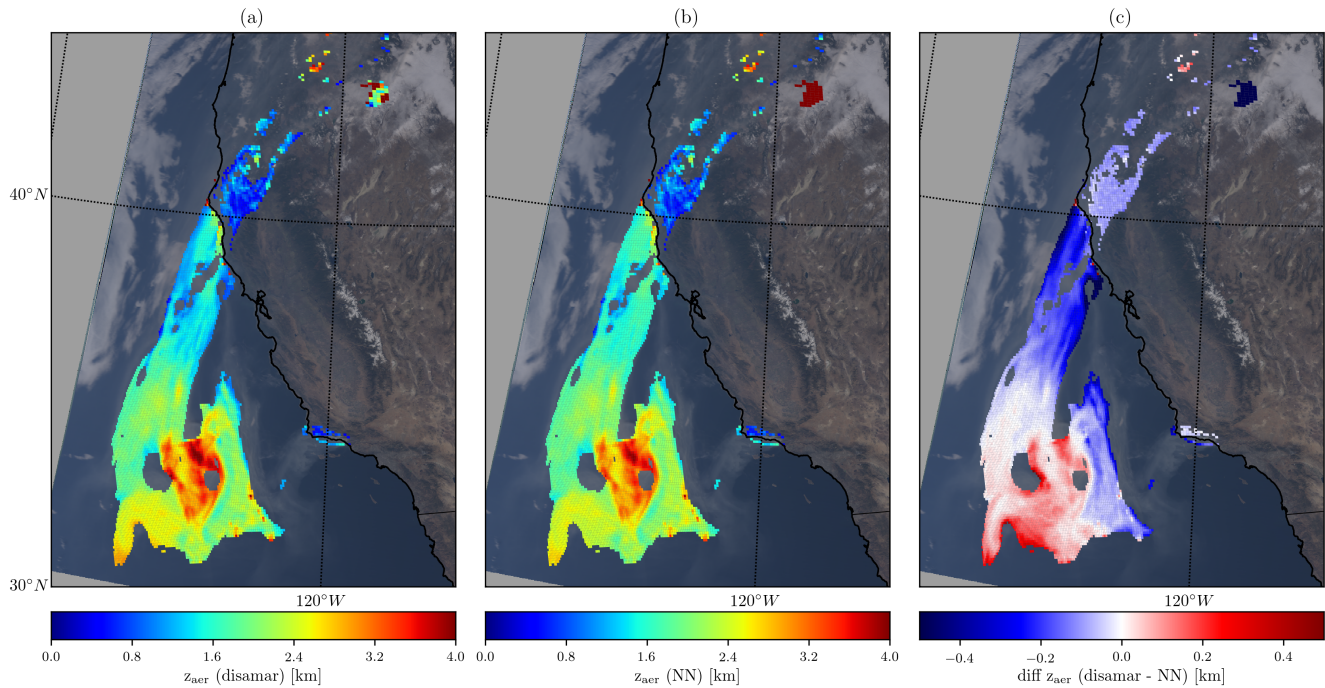 (a)
(b)
(c)
40°N
30°N
120°W
120°W
120°W
0.0 0.8 1.6 2.4 3.2 4.0
0.0 0.8 1.6 2.4 3.2 4.0
−0.4 −0.2 0.0 0.2 0.4
z_aer (disamar) [km]
z_aer (NN) [km]
diff z_aer (disamar - NN) [km]